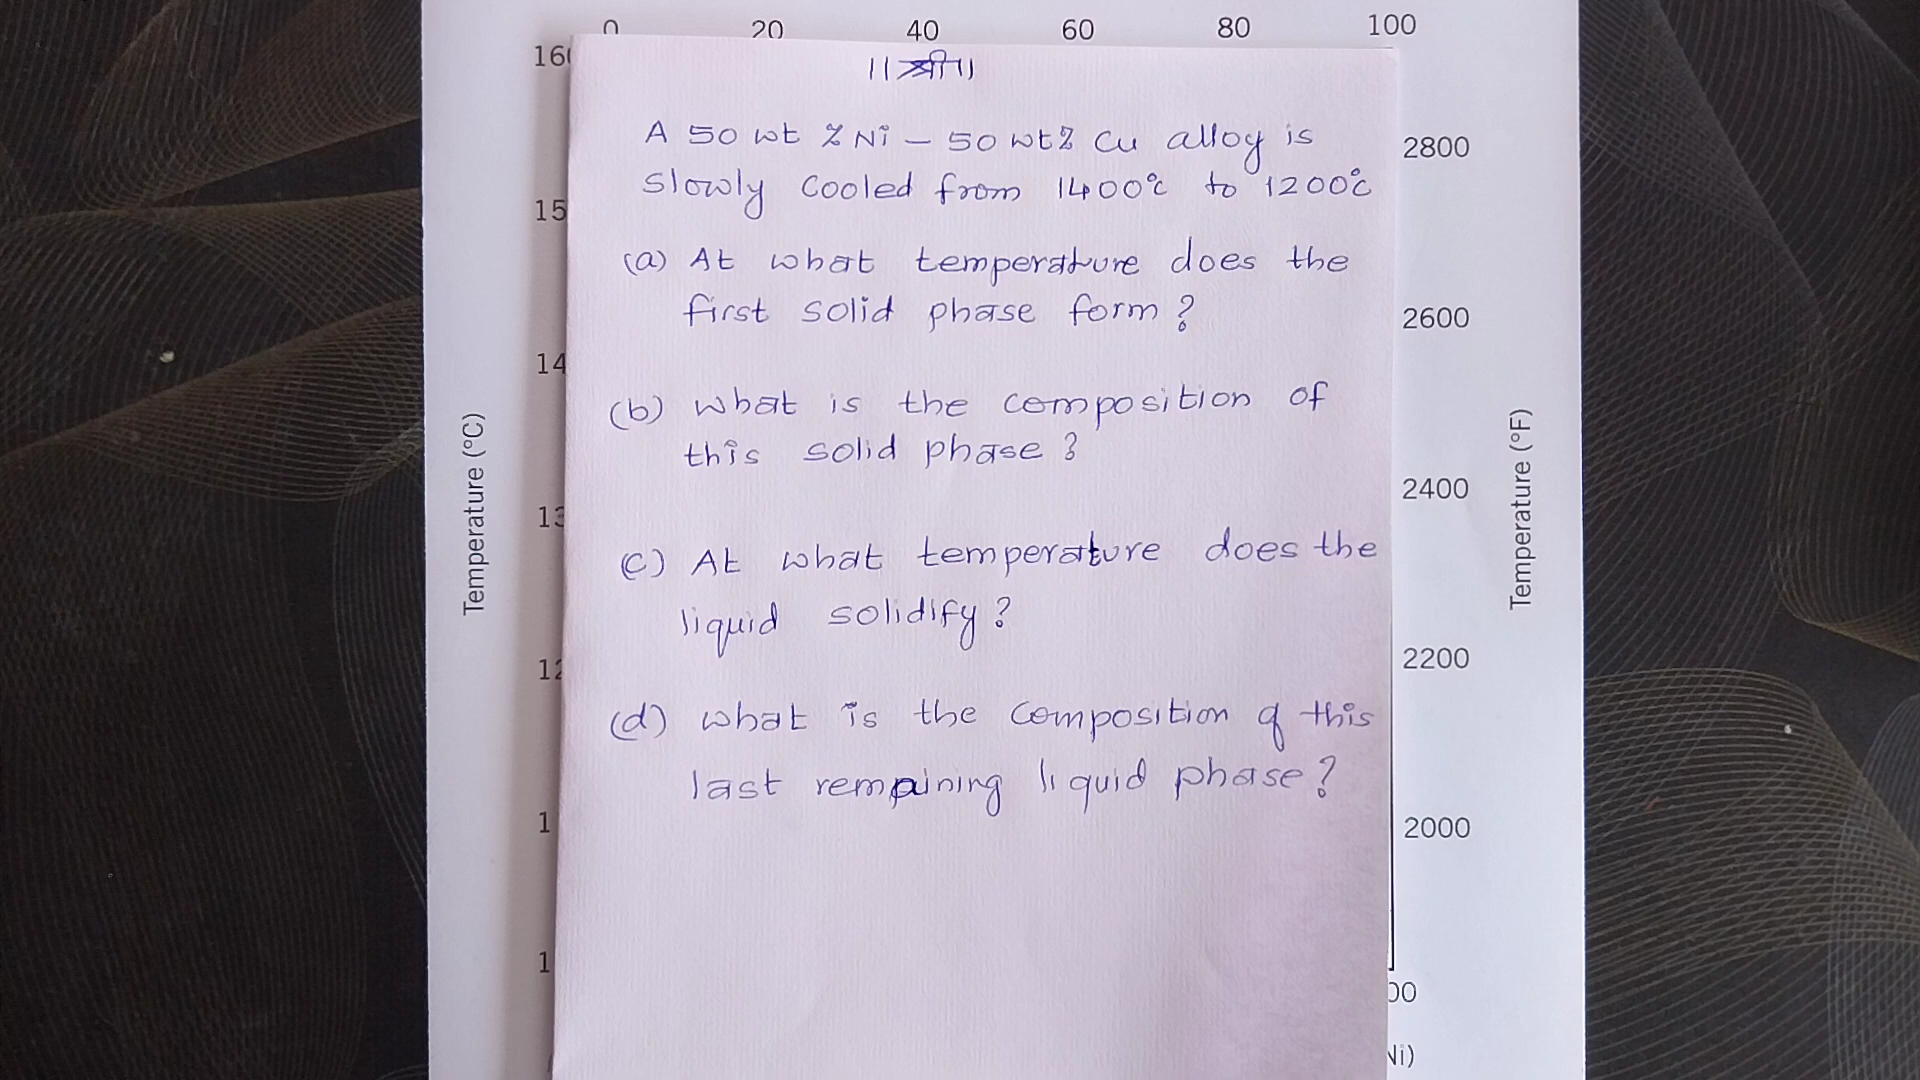 0 20 40 60 80 100
॥ श्री ॥
A 50 wt % Ni - 50 wt% Cu alloy is
slowly cooled from 1400°C to 1200°C
(a) At what temperature does the
first solid phase form ?
(b) What is the composition of
this solid phase ?
(c) At what temperature does the
liquid solidify ?
(d) What is the composition of this
last remaining liquid phase ?
Temperature (°C)
2800
2600
2400
2200
2000
Temperature (°F)